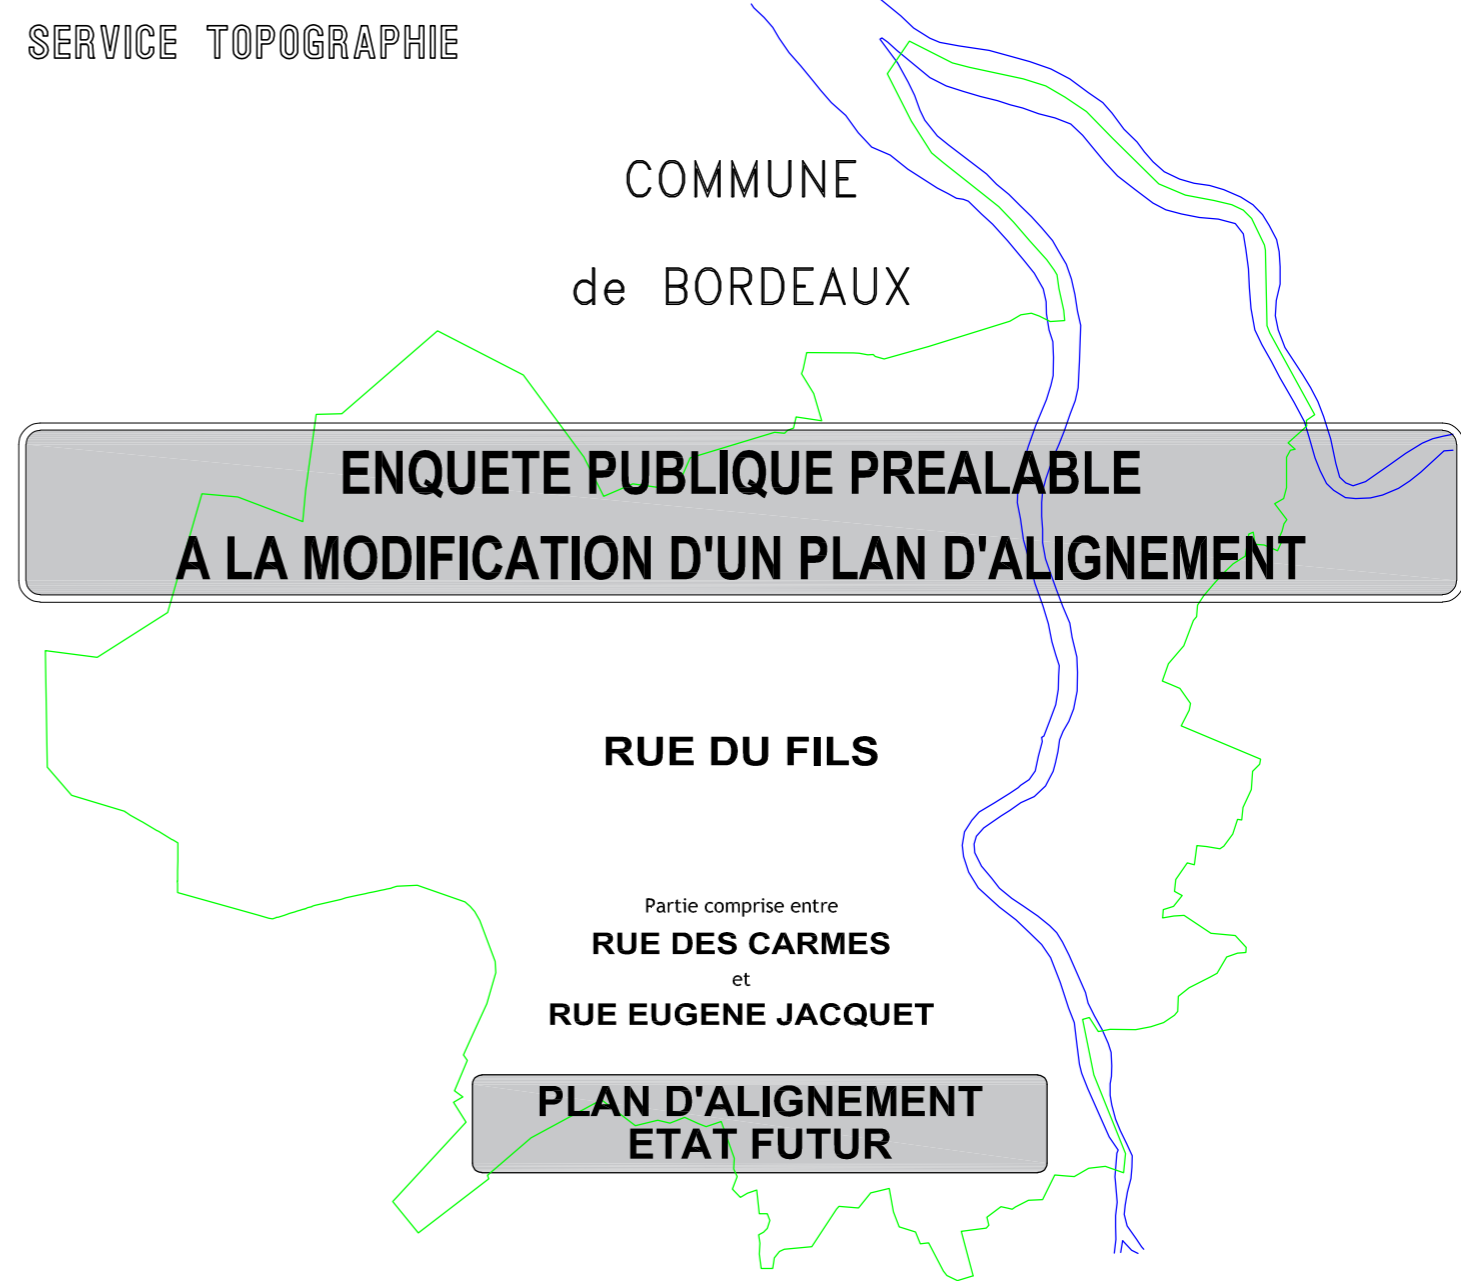 SERVICE TOPOGRAPHIE
COMMUNE
de BORDEAUX
ENQUETE PUBLIQUE PREALABLE
A LA MODIFICATION D'UN PLAN D'ALIGNEMENT
RUE DU FILS
Partie comprise entre
RUE DES CARMES
et
RUE EUGENE JACQUET
PLAN D'ALIGNEMENT
ETAT FUTUR